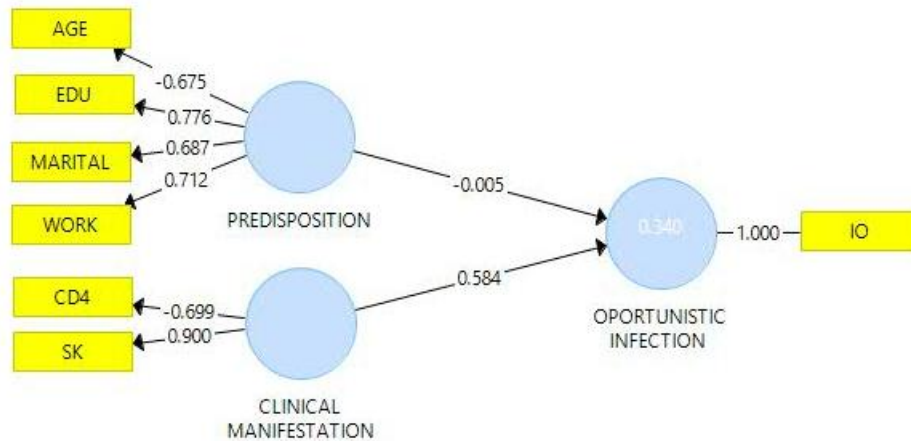 AGE
-0.675
EDU
0.776
MARITAL
0.687
0.712
WORK
PREDISPOSITION
-0.005
0.340
1.000
IO
OPORTUNISTIC
INFECTION
0.584
CD4
-0.699
0.900
SK
CLINICAL
MANIFESTATION